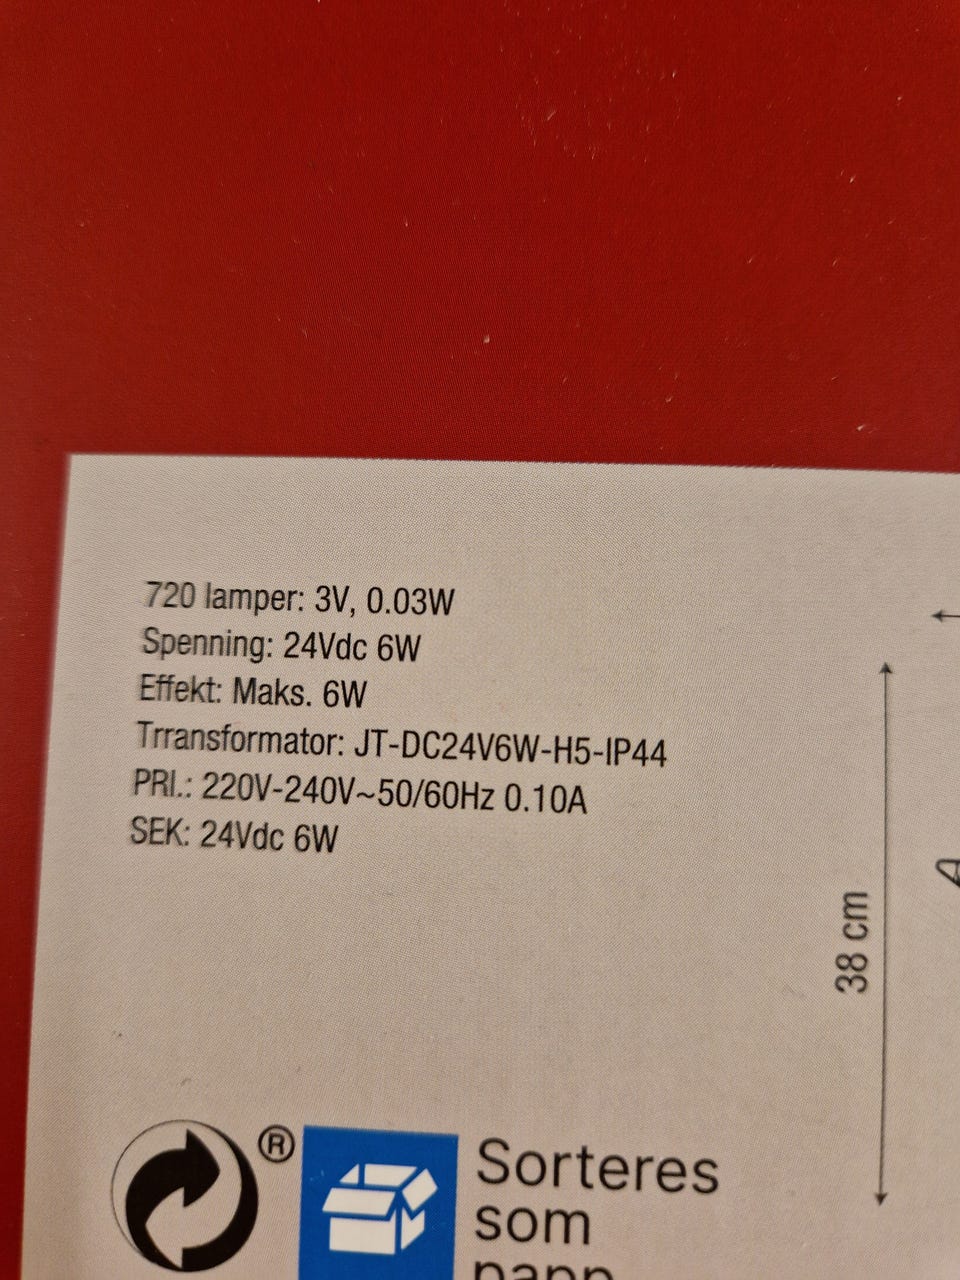 720 lamper: 3V, 0.03W
Spenning: 24Vdc 6W
Effekt: Maks. 6W
Trransformator: JT-DC24V6W-H5-IP44
PRI.: 220V-240V~50/60Hz 0.10A
SEK: 24Vdc 6W
38 cm
®
Sorteres
som
papp